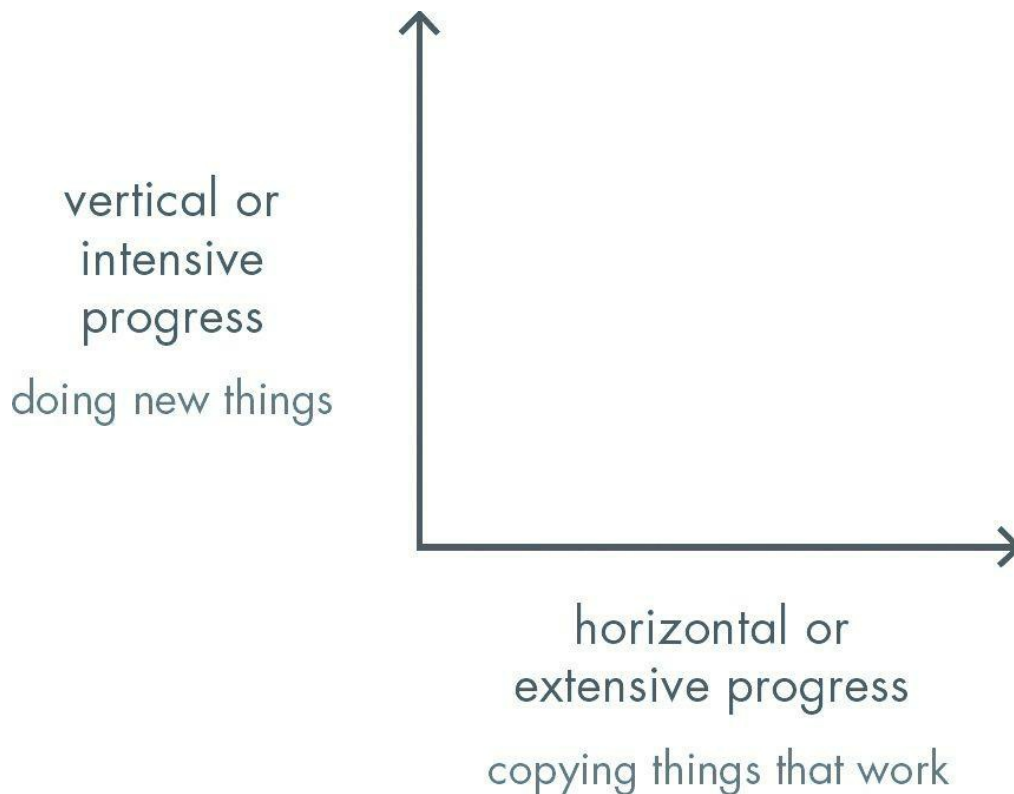 vertical or
intensive
progress
doing new things
horizontal or
extensive progress
copying things that work